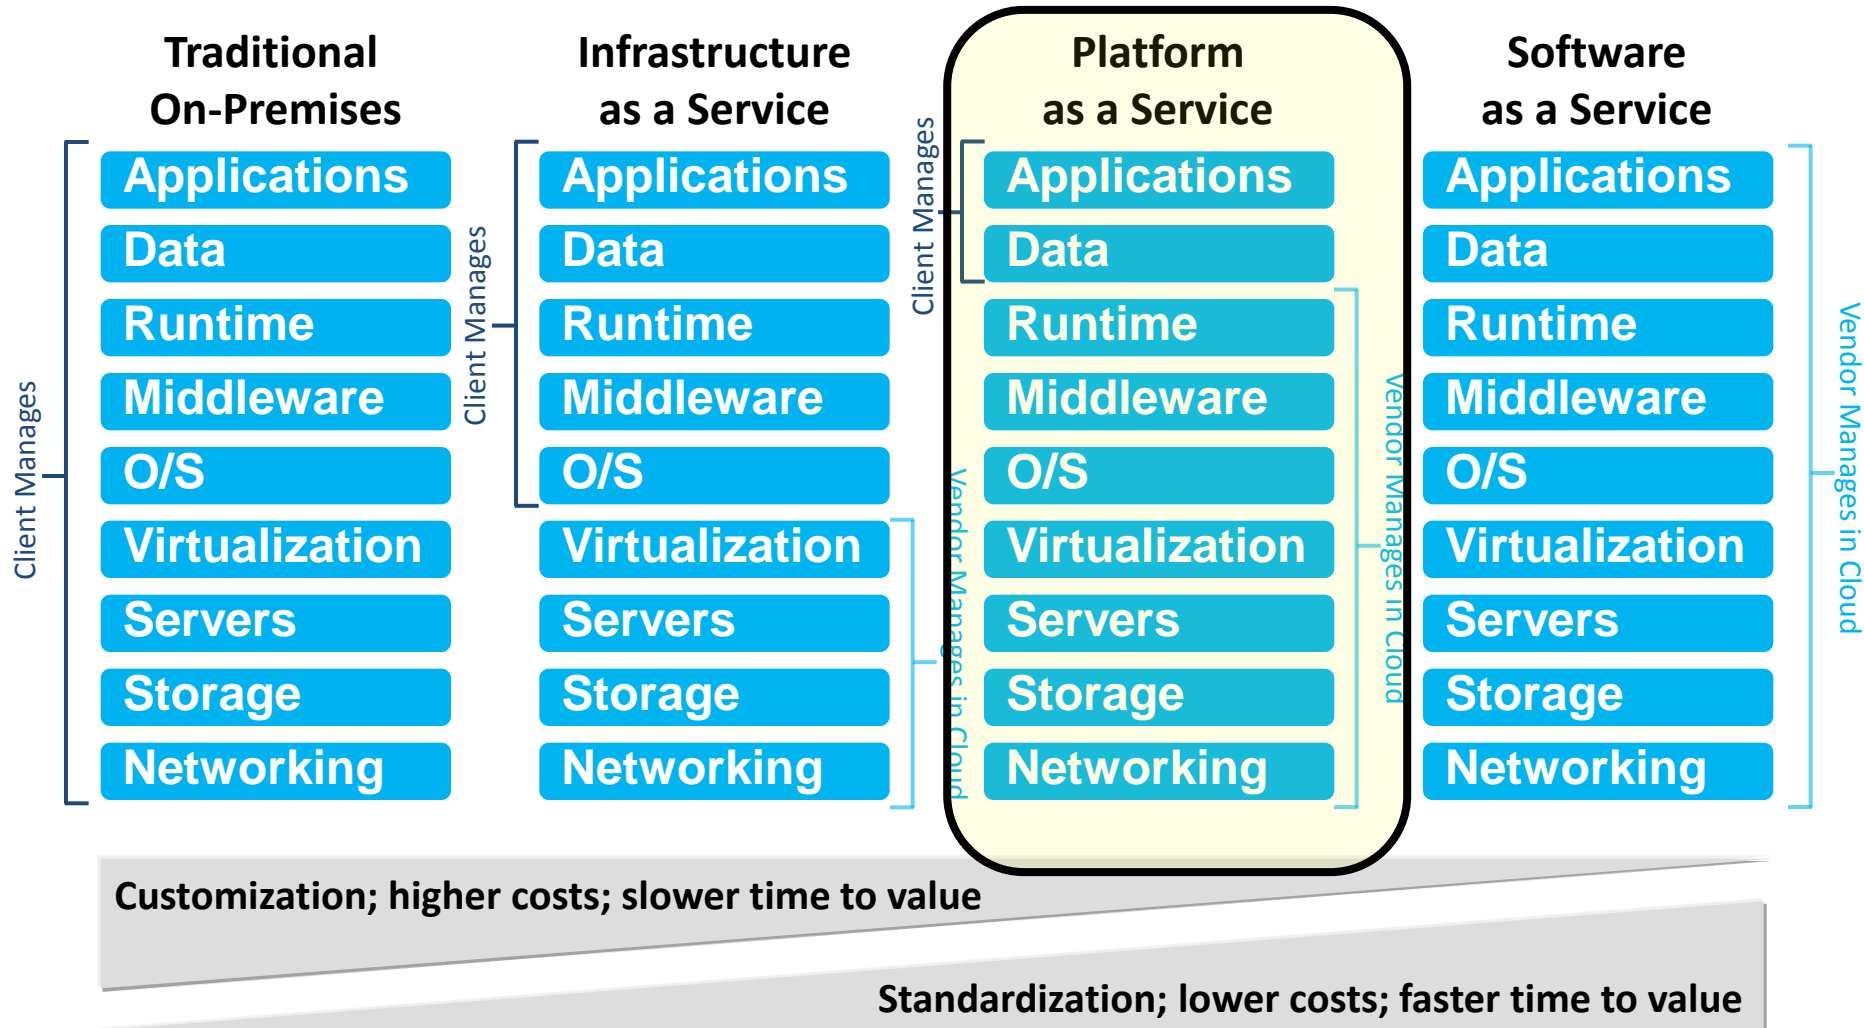 Traditional
On-Premises
Client Manages
Applications
Data
Runtime
Middleware
O/S
Virtualization
Servers
Storage
Networking
Infrastructure
as a Service
Client Manages
Applications
Data
Runtime
Middleware
O/S
Virtualization
Servers
Storage
Networking
Vendor Manages in Cloud
Platform
as a Service
Client Manages
Applications
Data
Runtime
Middleware
O/S
Virtualization
Servers
Storage
Networking
Vendor Manages in Cloud
Software
as a Service
Applications
Data
Runtime
Middleware
O/S
Virtualization
Servers
Storage
Networking
Vendor Manages in Cloud
Customization; higher costs; slower time to value
Standardization; lower costs; faster time to value